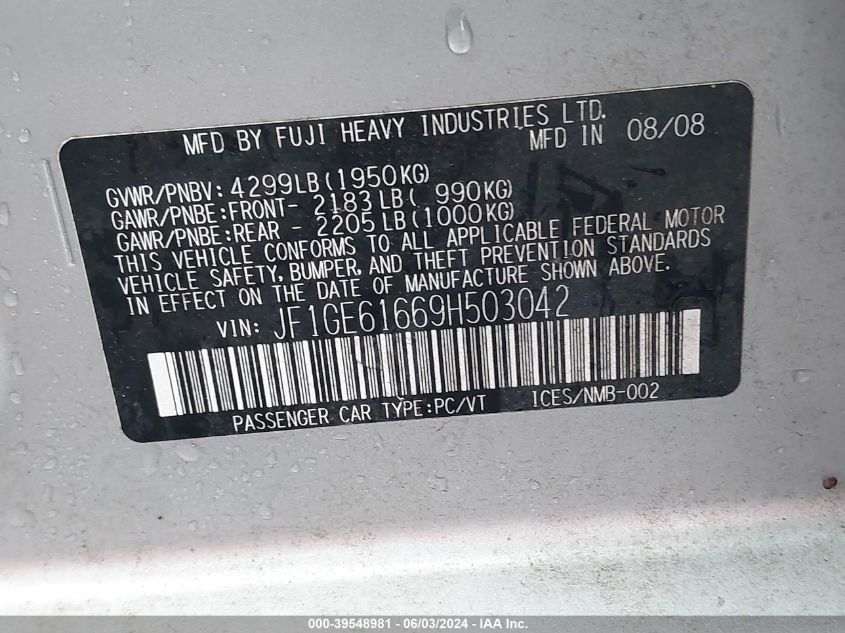 MFD BY FUJI HEAVY INDUSTRIES LTD.
MFD IN 08/08
GVWR/PNBV: 4299LB(1950KG)
GAWR/PNBE:FRONT- 2183LB( 990KG)
GAWR/PNBE:REAR - 2205LB(1000KG)
THIS VEHICLE CONFORMS TO ALL APPLICABLE FEDERAL MOTOR
VEHICLE SAFETY, BUMPER, AND THEFT PREVENTION STANDARDS
IN EFFECT ON THE DATE OF MANUFACTURE SHOWN ABOVE.
VIN: JF1GE61669H503042
PASSENGER CAR TYPE:PC/VT ICES/NMB-002
000-39548981 - 06/03/2024 - IAA Inc.